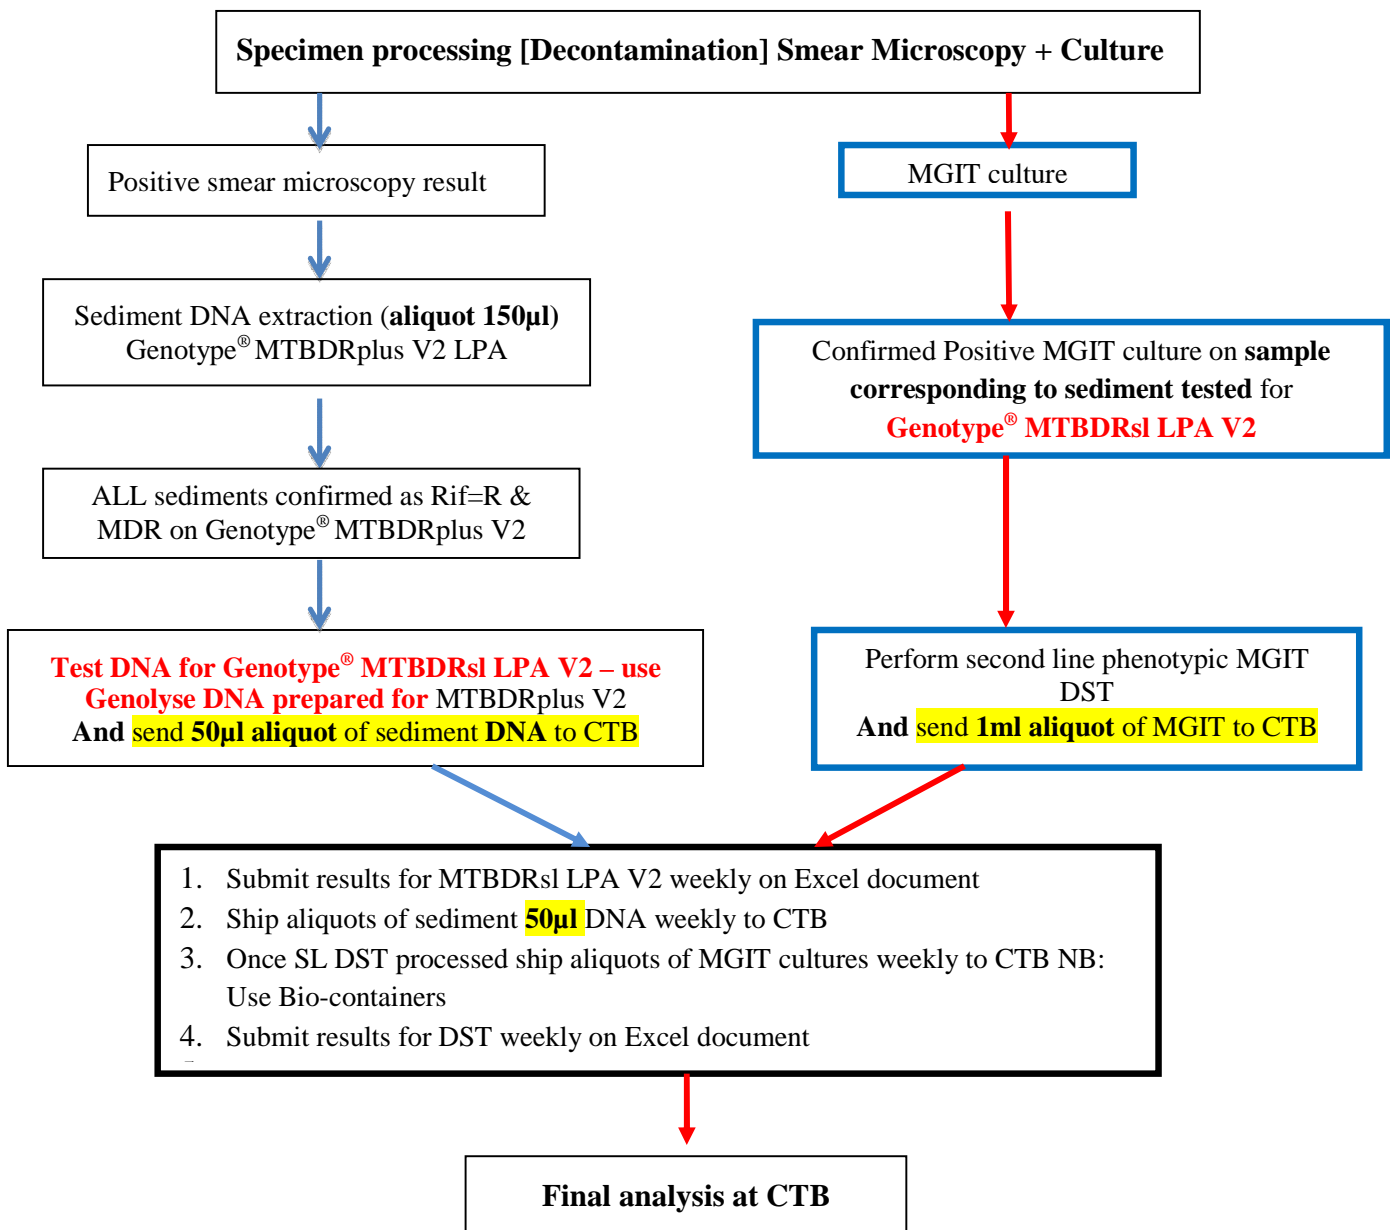 Specimen processing [Decontamination] Smear Microscopy + Culture
Positive smear microscopy result
MGIT culture
Sediment DNA extraction (aliquot 150µl)
Genotype® MTBDRplus V2 LPA
Confirmed Positive MGIT culture on sample
corresponding to sediment tested for
Genotype® MTBDRsl LPA V2
ALL sediments confirmed as Rif=R &
MDR on Genotype® MTBDRplus V2
Test DNA for Genotype® MTBDRsl LPA V2 – use
Genolyse DNA prepared for MTBDRplus V2
And send 50µl aliquot of sediment DNA to CTB
Perform second line phenotypic MGIT
DST
And send 1ml aliquot of MGIT to CTB
1. Submit results for MTBDRsl LPA V2 weekly on Excel document
2. Ship aliquots of sediment 50µl DNA weekly to CTB
3. Once SL DST processed ship aliquots of MGIT cultures weekly to CTB NB:
Use Bio-containers
4. Submit results for DST weekly on Excel document
Final analysis at CTB